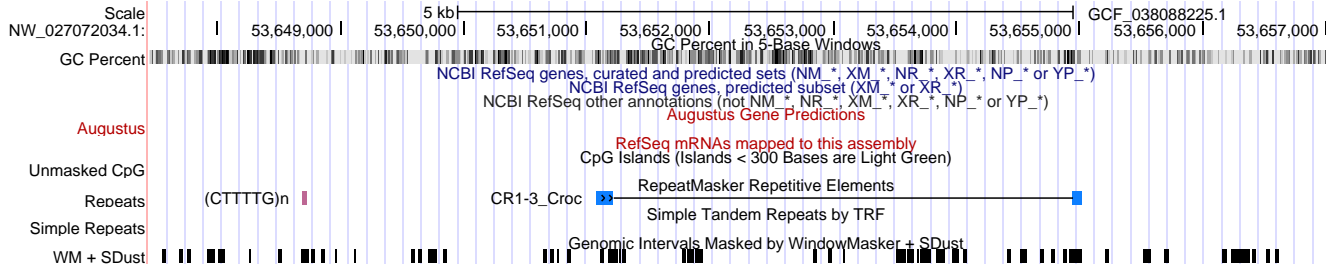 Scale 5 kb GCF_038088225.1
NW_027072034.1: 53,649,000 53,650,000 53,651,000 53,652,000 53,653,000 53,654,000 53,655,000 53,656,000 53,657,000
GC Percent in 5-Base Windows
GC Percent
NCBI RefSeq genes, curated and predicted sets (NM_*, XM_*, NR_*, XR_*, NP_* or YP_*)
NCBI RefSeq genes, predicted subset (XM_* or XR_*)
NCBI RefSeq other annotations (not NM_*, NR_*, XM_*, XR_*, NP_* or YP_*)
Augustus Gene Predictions
Augustus
RefSeq mRNAs mapped to this assembly
CpG Islands (Islands < 300 Bases are Light Green)
Unmasked CpG
RepeatMasker Repetitive Elements
Repeats (CTTTTG)n CR1-3_Croc
Simple Tandem Repeats by TRF
Simple Repeats
Genomic Intervals Masked by WindowMasker + SDust
WM + SDust